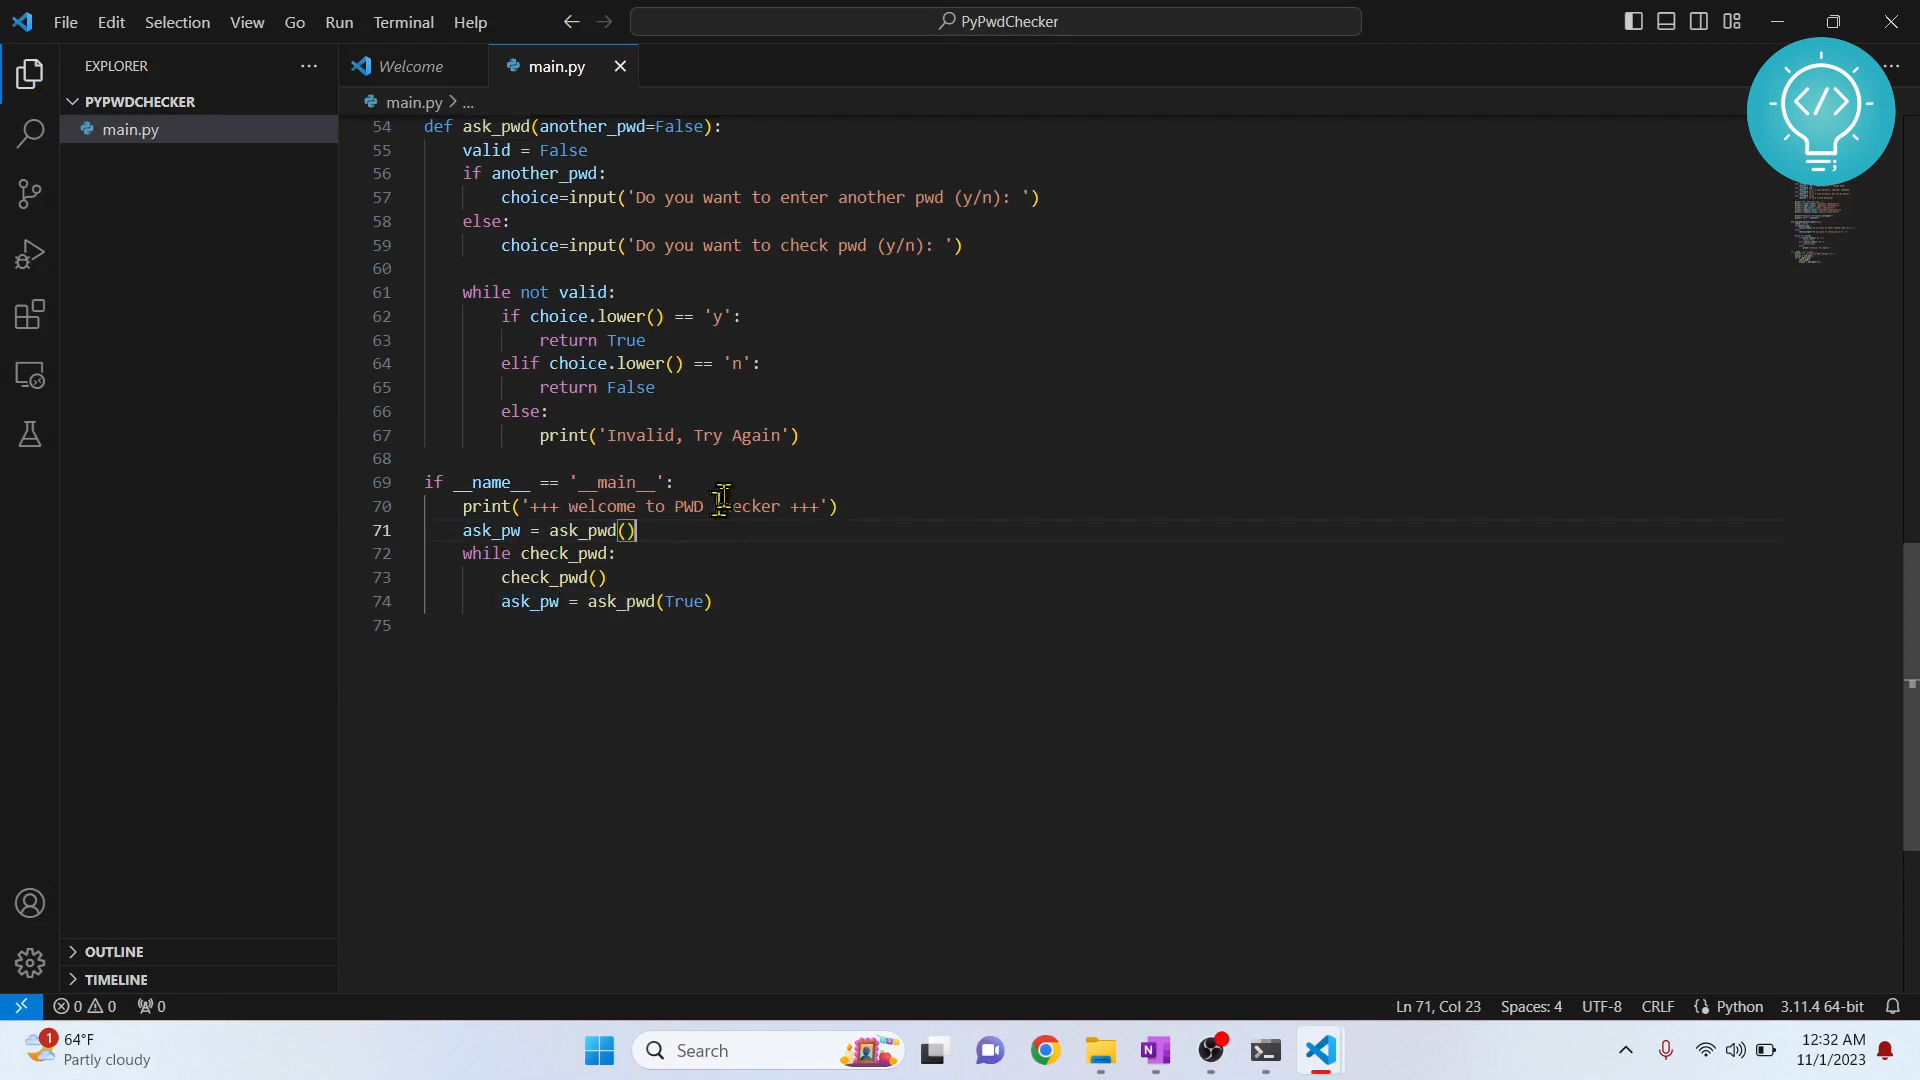 File Edit Selection View Go Run Terminal Help
PyPwdChecker
EXPLORER
Welcome
main.py
PYPWDCHECKER
main.py > ...
main.py
54 def ask_pwd(another_pwd=False):
55 valid = False
56 if another_pwd:
57 choice=input('Do you want to enter another pwd (y/n): ')
58 else:
59 choice=input('Do you want to check pwd (y/n): ')
60
61 while not valid:
62 if choice.lower() == 'y':
63 return True
64 elif choice.lower() == 'n':
65 return False
66 else:
67 print('Invalid, Try Again')
68
69 if __name__ == '__main__':
70 print('+++ welcome to PWD ecker +++')
71 ask_pw = ask_pwd()
72 while check_pwd:
73 check_pwd()
74 ask_pw = ask_pwd(True)
75
OUTLINE
TIMELINE
0 0 0
Ln 71, Col 23 Spaces: 4 UTF-8 CRLF Python 3.11.4 64-bit
1 64°F
Partly cloudy
Search
12:32 AM
11/1/2023